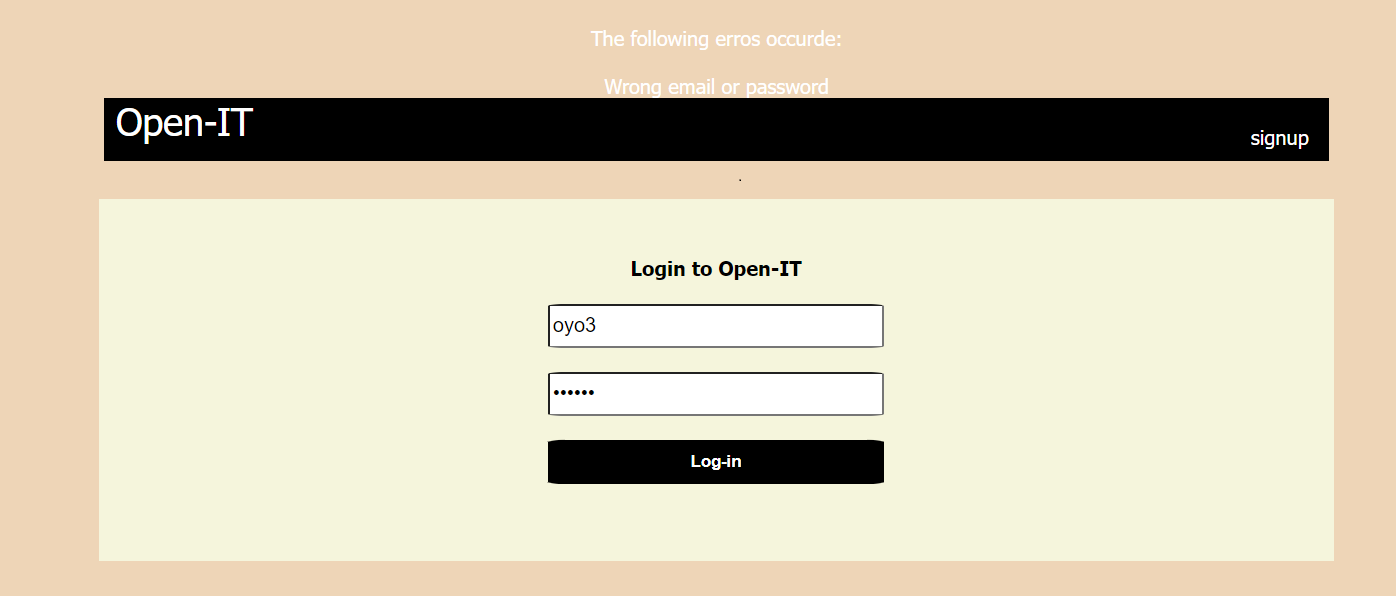 The following erros occurde:
Wrong email or password
Open-IT
signup
.
Login to Open-IT
oyo3
••••••
Log-in